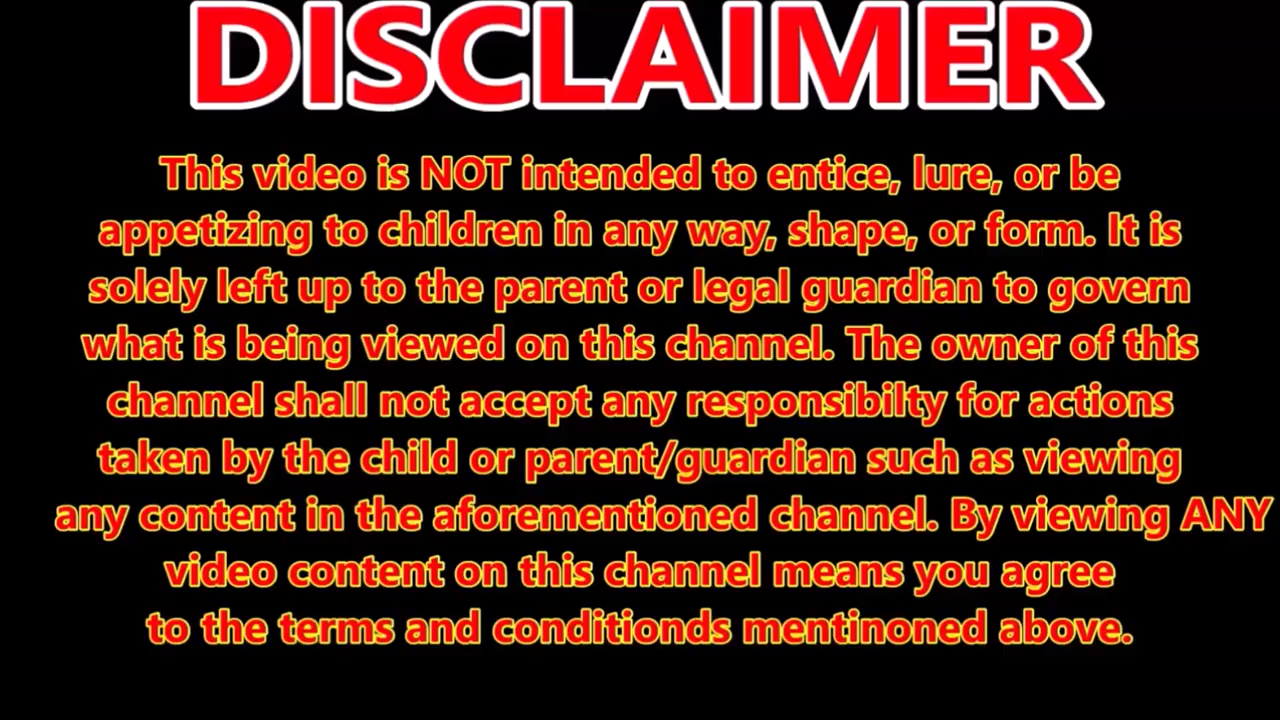 DISCLAIMER
This video is NOT intended to entice, lure, or be
appetizing to children in any way, shape, or form. It is
solely left up to the parent or legal guardian to govern
what is being viewed on this channel. The owner of this
channel shall not accept any responsibilty for actions
taken by the child or parent/guardian such as viewing
any content in the aforementioned channel. By viewing ANY
video content on this channel means you agree
to the terms and conditionds mentinoned above.